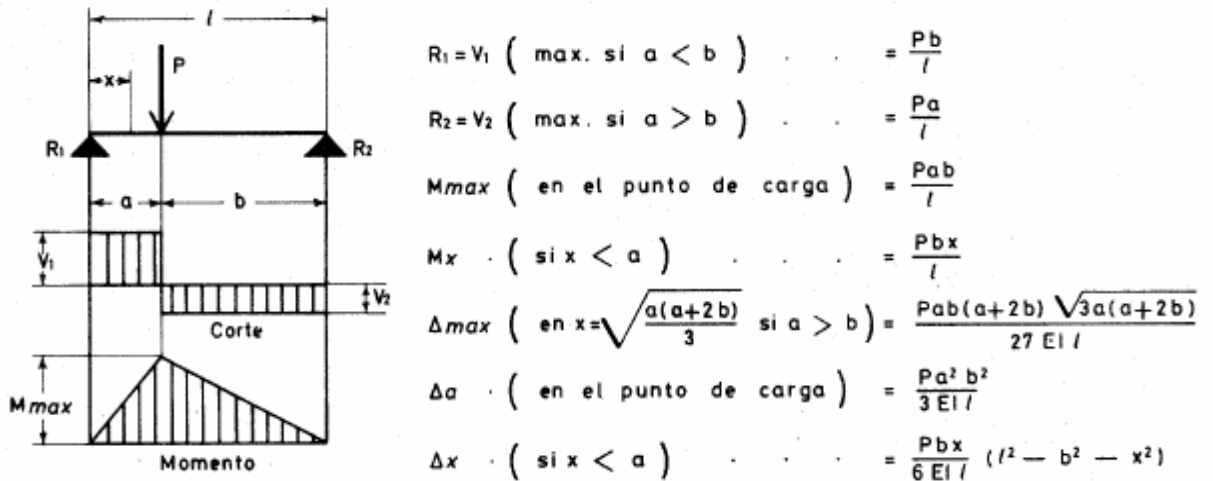 l
P
x
R₁
R₂
a
b
V₁
V₂
Corte
Mmax
Momento
R₁ = V₁ ( max. si a < b ) . . = Pb/l
R₂ = V₂ ( max. si a > b ) . . = Pa/l
Mmax ( en el punto de carga ) = Pab/l
Mx . ( si x < a ) . . . = Pbx/l
Δmax ( en x = √(a(a+2b)/3) si a > b ) = Pab(a+2b) √3a(a+2b) / 27 EI l
Δa . ( en el punto de carga ) = Pa² b² / 3 EI l
Δx . ( si x < a ) . . . = Pbx / 6 EI l (l² — b² — x²)